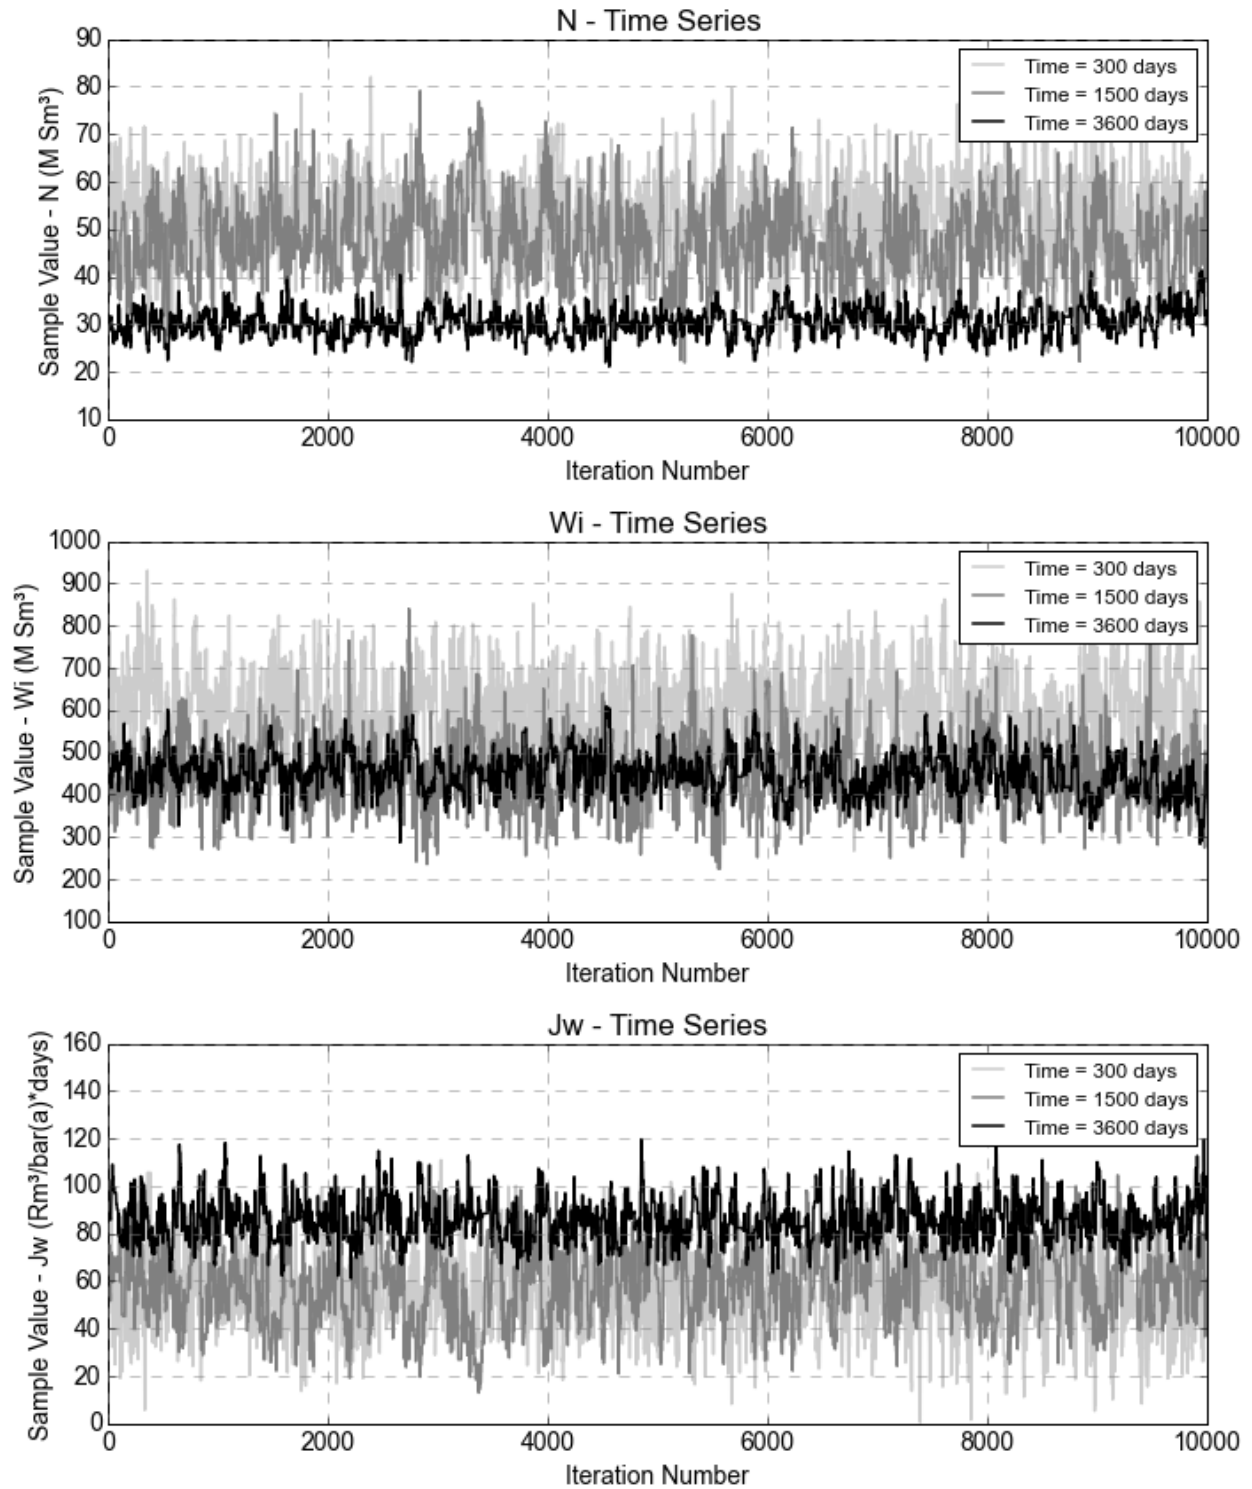 N - Time Series
Sample Value - N (M Sm³)
90
80
70
60
50
40
30
20
10
Time = 300 days
Time = 1500 days
Time = 3600 days
0 2000 4000 6000 8000 10000
Iteration Number
Wi - Time Series
Sample Value - Wi (M Sm³)
1000
900
800
700
600
500
400
300
200
100
Time = 300 days
Time = 1500 days
Time = 3600 days
0 2000 4000 6000 8000 10000
Iteration Number
Jw - Time Series
Sample Value - Jw (Rm³/bar(a)*days)
160
140
120
100
80
60
40
20
0
Time = 300 days
Time = 1500 days
Time = 3600 days
0 2000 4000 6000 8000 10000
Iteration Number